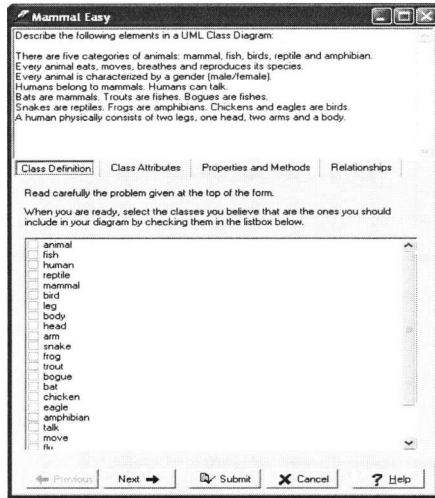 Mammal Easy
Describe the following elements in a UML Class Diagram:
There are five categories of animals: mammal, fish, birds, reptile and amphibian.
Every animal eats, moves, breathes and reproduces its species.
Every animal is characterized by a gender (male/female).
Humans belong to mammals. Humans can talk.
Bats are mammals. Trouts are fishes. Bogues are fishes.
Snakes are reptiles. Frogs are amphibians. Chickens and eagles are birds.
A human physically consists of two legs, one head, two arms and a body.
Class Definition Class Attributes Properties and Methods Relationships
Read carefully the problem given at the top of the form.
When you are ready, select the classes you believe that are the ones you should
include in your diagram by checking them in the listbox below.
animal
fish
human
reptile
mammal
bird
leg
body
head
arm
snake
frog
trout
bogue
bat
chicken
eagle
amphibian
talk
move
Previous Next Submit Cancel ? Help